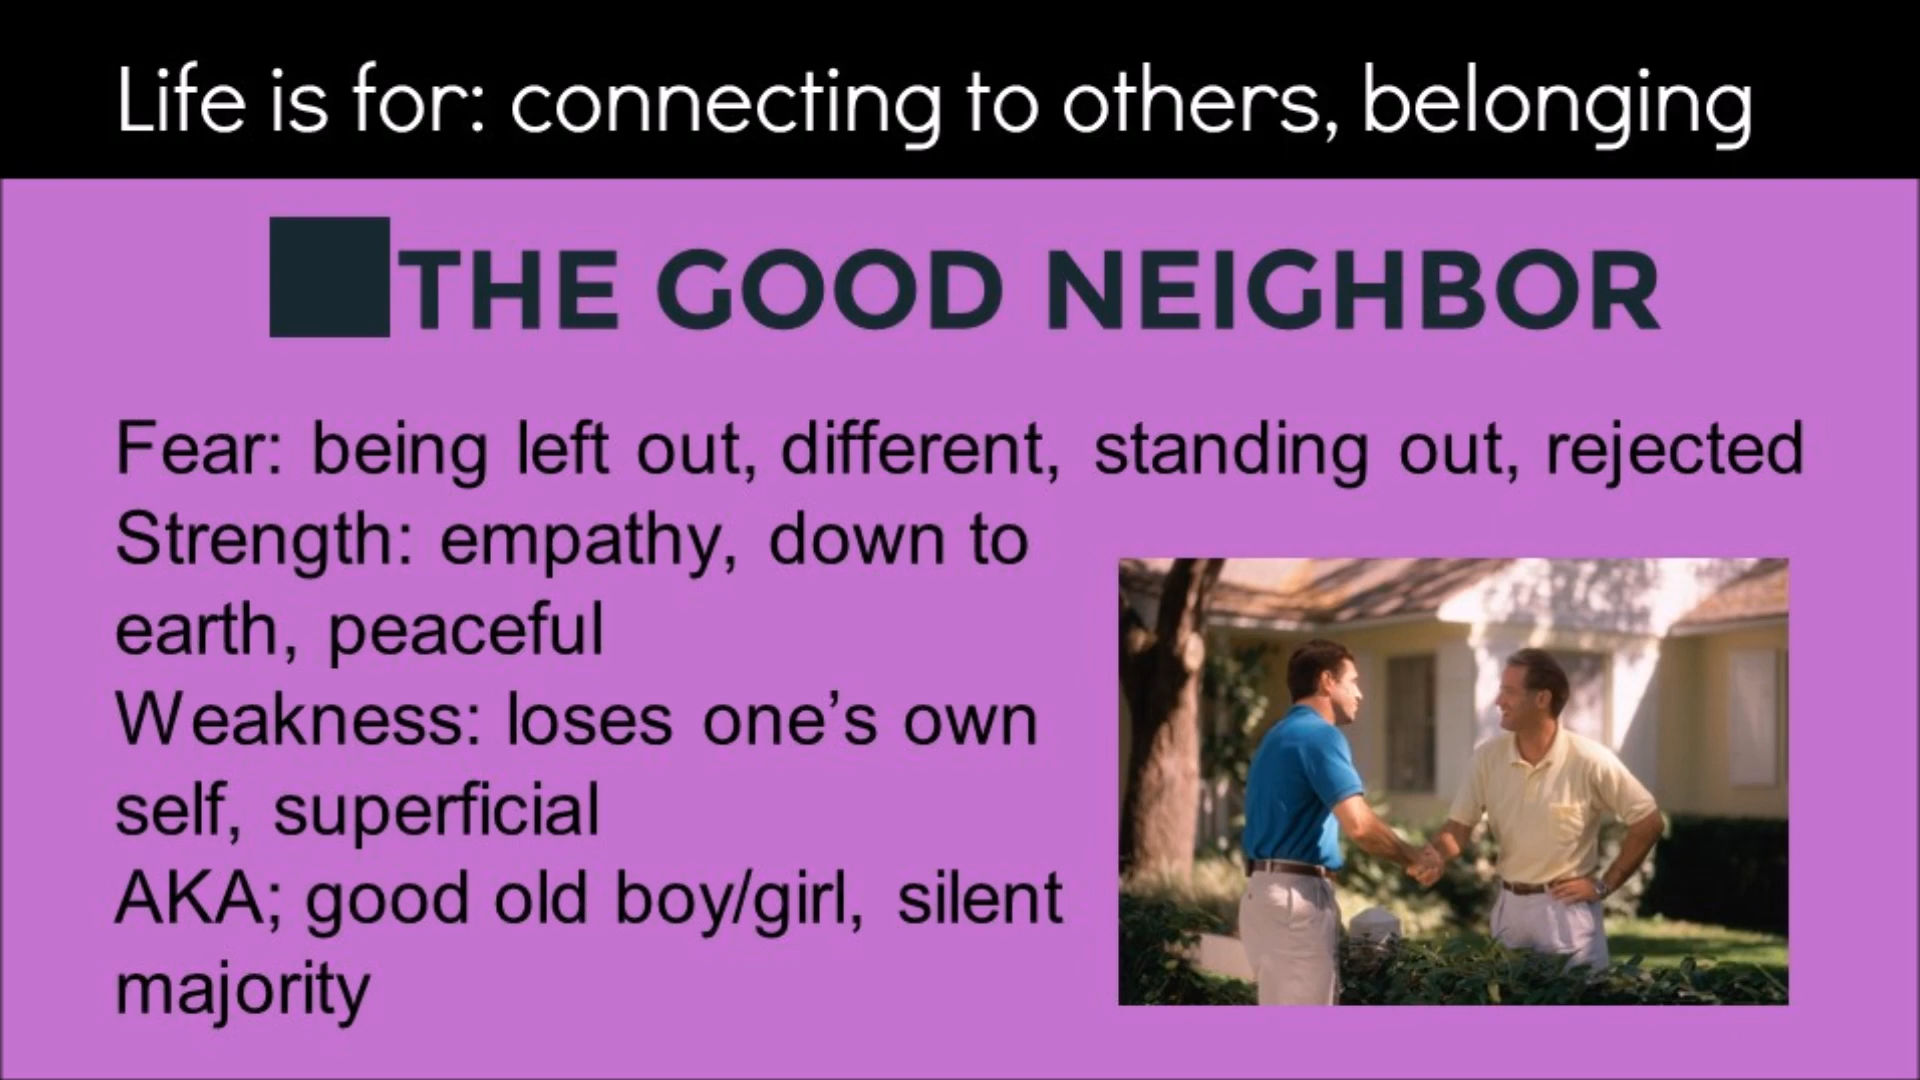 Life is for: connecting to others, belonging
THE GOOD NEIGHBOR
Fear: being left out, different, standing out, rejected
Strength: empathy, down to
earth, peaceful
Weakness: loses one’s own
self, superficial
AKA; good old boy/girl, silent
majority